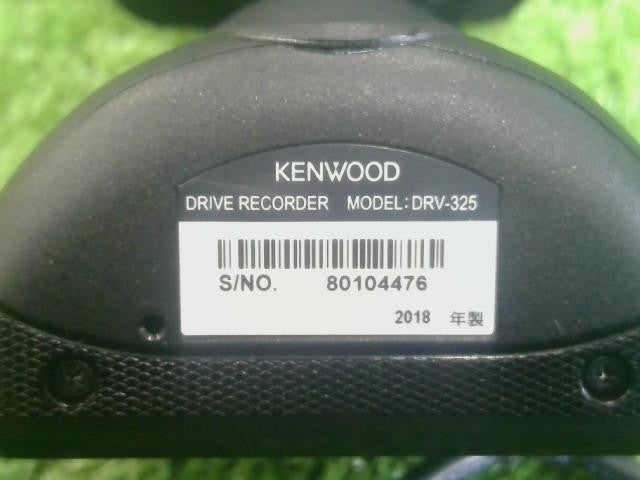 KENWOOD
DRIVE RECORDER MODEL: DRV-325
S/NO. 80104476
2018 年製